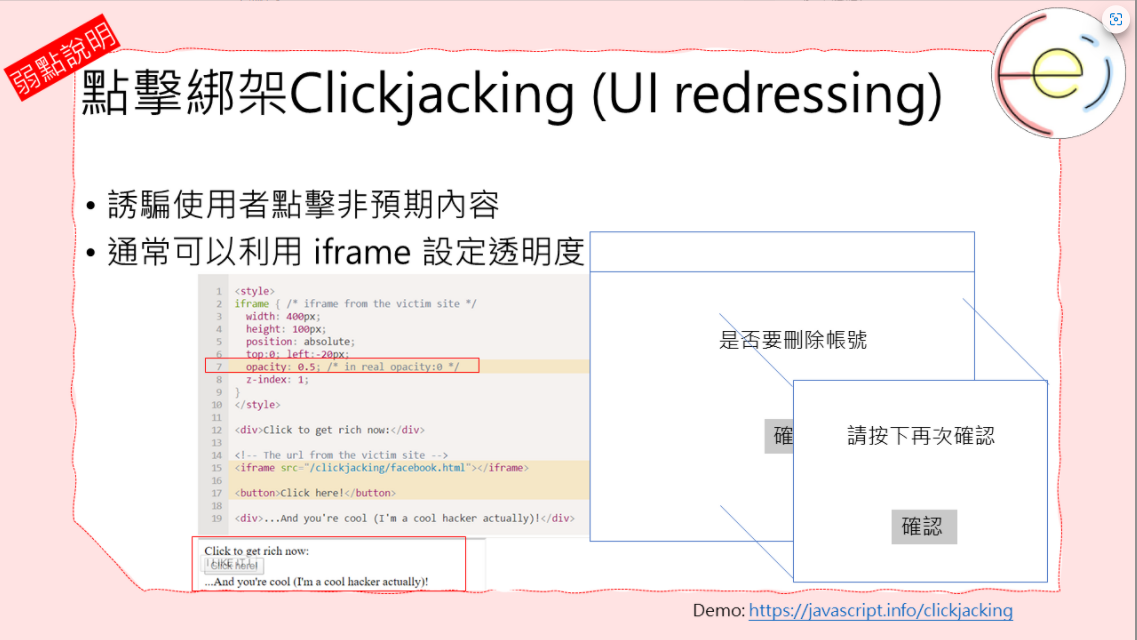 弱點說明
點擊綁架Clickjacking (UI redressing)
• 誘騙使用者點擊非預期內容
• 通常可以利用 iframe 設定透明度
1 <style>
2 iframe { /* iframe from the victim site */
3 width: 400px;
4 height: 100px;
5 position: absolute;
6 top:0; left:-20px;
7 opacity: 0.5; /* in real opacity:0 */
8 z-index: 1;
9 }
10 </style>
11
12 <div>Click to get rich now:</div>
13
14 <!-- The url from the victim site -->
15 <iframe src="/clickjacking/facebook.html"></iframe>
16
17 <button>Click here!</button>
18
19 <div>...And you're cool (I'm a cool hacker actually)!</div>
Click to get rich now:
Click here!
...And you're cool (I'm a cool hacker actually)!
是否要刪除帳號
確
請按下再次確認
確認
Demo: https://javascript.info/clickjacking
e